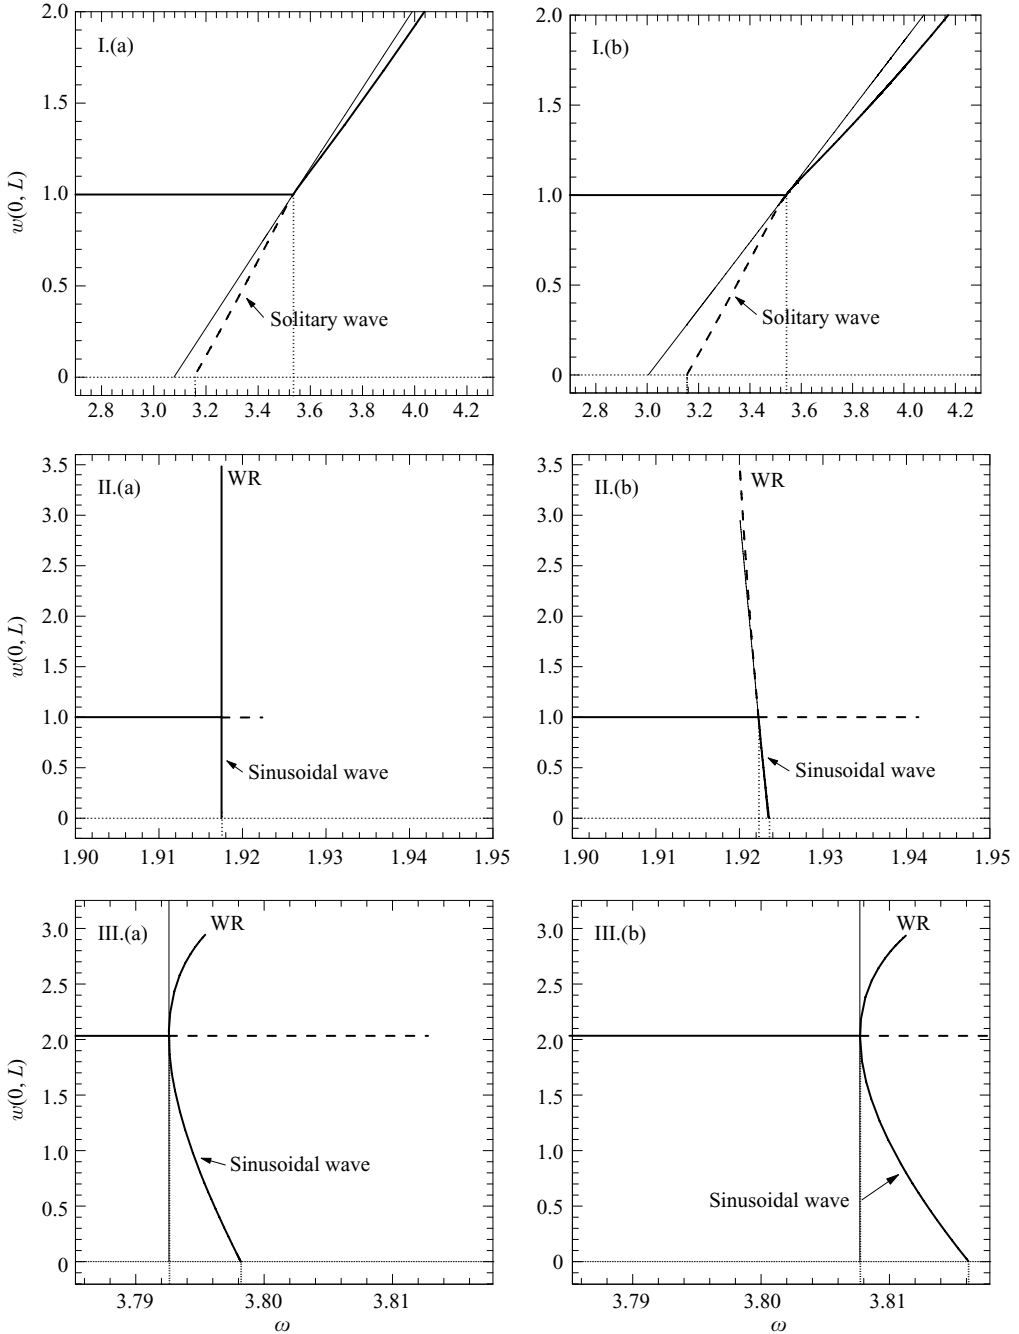 2.0 2.0
I.(a) I.(b)
1.5 1.5
w(0, L) 1.0 1.0
0.5 0.5
Solitary wave Solitary wave
0 0
2.8 3.0 3.2 3.4 3.6 3.8 4.0 4.2 2.8 3.0 3.2 3.4 3.6 3.8 4.0 4.2
3.5 WR 3.5 WR
II.(a) II.(b)
3.0 3.0
2.5 2.5
w(0, L) 2.0 2.0
1.5 1.5
1.0 1.0
0.5 Sinusoidal wave 0.5 Sinusoidal wave
0 0
1.90 1.91 1.92 1.93 1.94 1.95 1.90 1.91 1.92 1.93 1.94 1.95
3.0 III.(a) WR 3.0 III.(b) WR
2.5 2.5
2.0 2.0
w(0, L) 1.5 1.5
1.0 Sinusoidal wave 1.0
0.5 0.5 Sinusoidal wave
0 0
3.79 3.80 3.81 3.79 3.80 3.81
ω ω